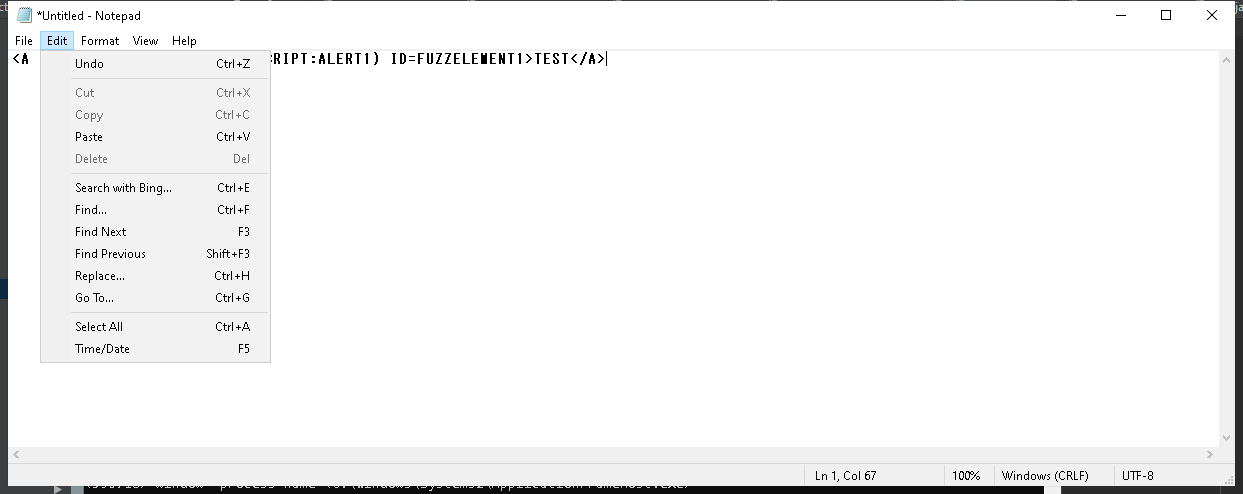 *Untitled - Notepad
File Edit Format View Help
<A
RIPT:ALERT1) ID=FUZZELEMENT1>TEST</A>
Undo Ctrl+Z
Cut Ctrl+X
Copy Ctrl+C
Paste Ctrl+V
Delete Del
Search with Bing... Ctrl+E
Find... Ctrl+F
Find Next F3
Find Previous Shift+F3
Replace... Ctrl+H
Go To... Ctrl+G
Select All Ctrl+A
Time/Date F5
Ln 1, Col 67 100% Windows (CRLF) UTF-8